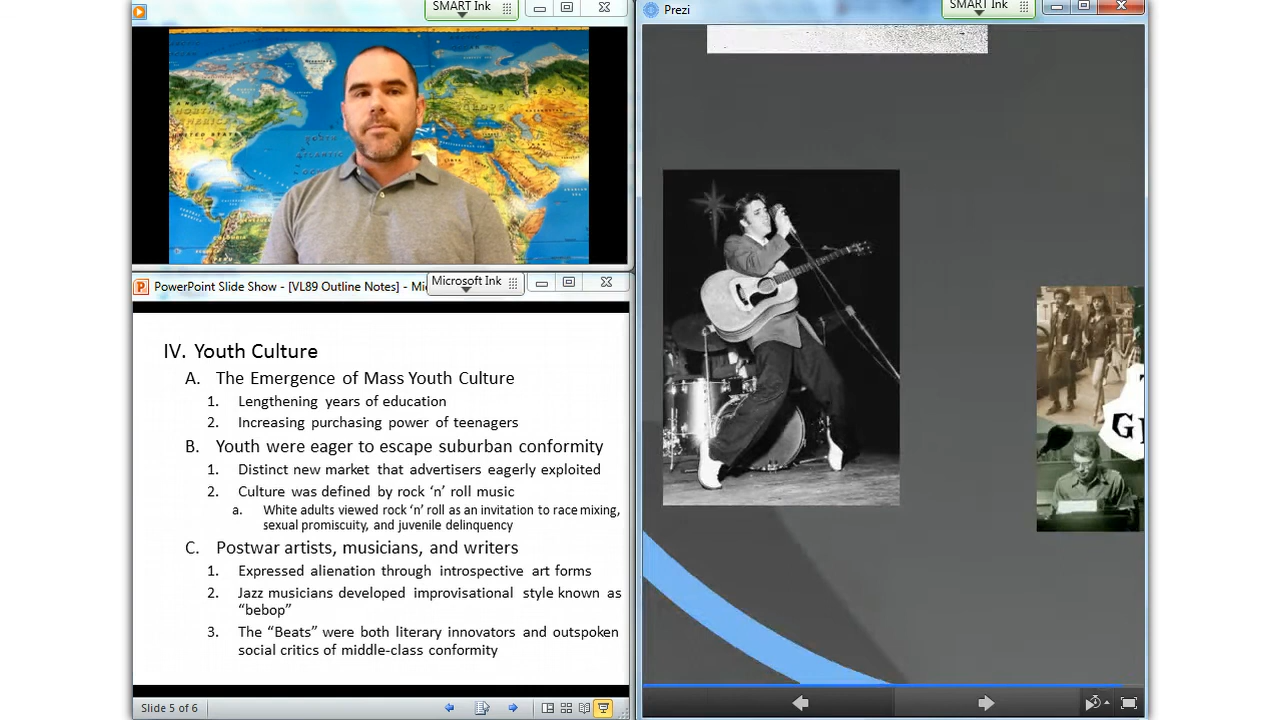 SMART Ink
Prezi
SMART Ink
NORTH
AMERICA
UNITED STATES
EUROPE
PowerPoint Slide Show - [VL89 Outline Notes] - Mi
Microsoft Ink
IV. Youth Culture
A. The Emergence of Mass Youth Culture
1. Lengthening years of education
2. Increasing purchasing power of teenagers
B. Youth were eager to escape suburban conformity
1. Distinct new market that advertisers eagerly exploited
2. Culture was defined by rock ‘n’ roll music
a. White adults viewed rock ‘n’ roll as an invitation to race mixing,
sexual promiscuity, and juvenile delinquency
C. Postwar artists, musicians, and writers
1. Expressed alienation through introspective art forms
2. Jazz musicians developed improvisational style known as
“bebop”
3. The “Beats” were both literary innovators and outspoken
social critics of middle-class conformity
Slide 5 of 6